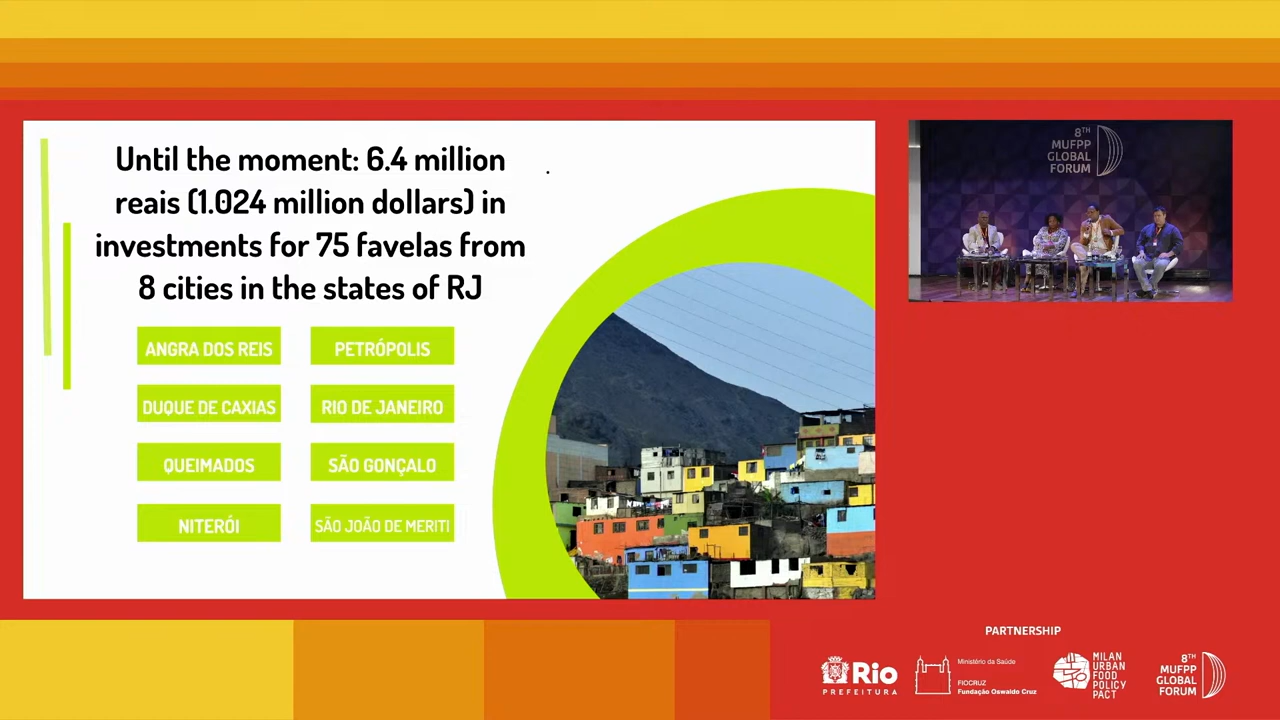 Until the moment: 6.4 million
reais (1.024 million dollars) in
investments for 75 favelas from
8 cities in the states of RJ
ANGRA DOS REIS
PETRÓPOLIS
DUQUE DE CAXIAS
RIO DE JANEIRO
QUEIMADOS
SÃO GONÇALO
NITERÓI
SÃO JOÃO DE MERITI
8TH
MUFPP
GLOBAL
FORUM
PARTNERSHIP
Rio
PREFEITURA
Ministério da Saúde
FIOCRUZ
Fundação Oswaldo Cruz
MILAN
URBAN
FOOD
POLICY
PACT
8TH
MUFPP
GLOBAL
FORUM